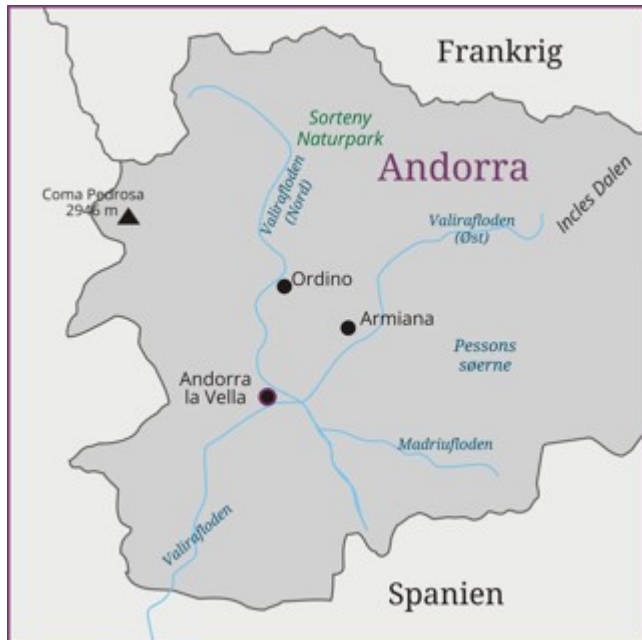 Frankrig
Sorteny
Naturpark
Andorra
Incles Dalen
Coma Pedrosa
2946 m
Valirafloden
(Nord)
Valirafloden
(Øst)
Ordino
Armiana
Pessons
søerne
Andorra
la Vella
Madriufloden
Valirafloden
Spanien